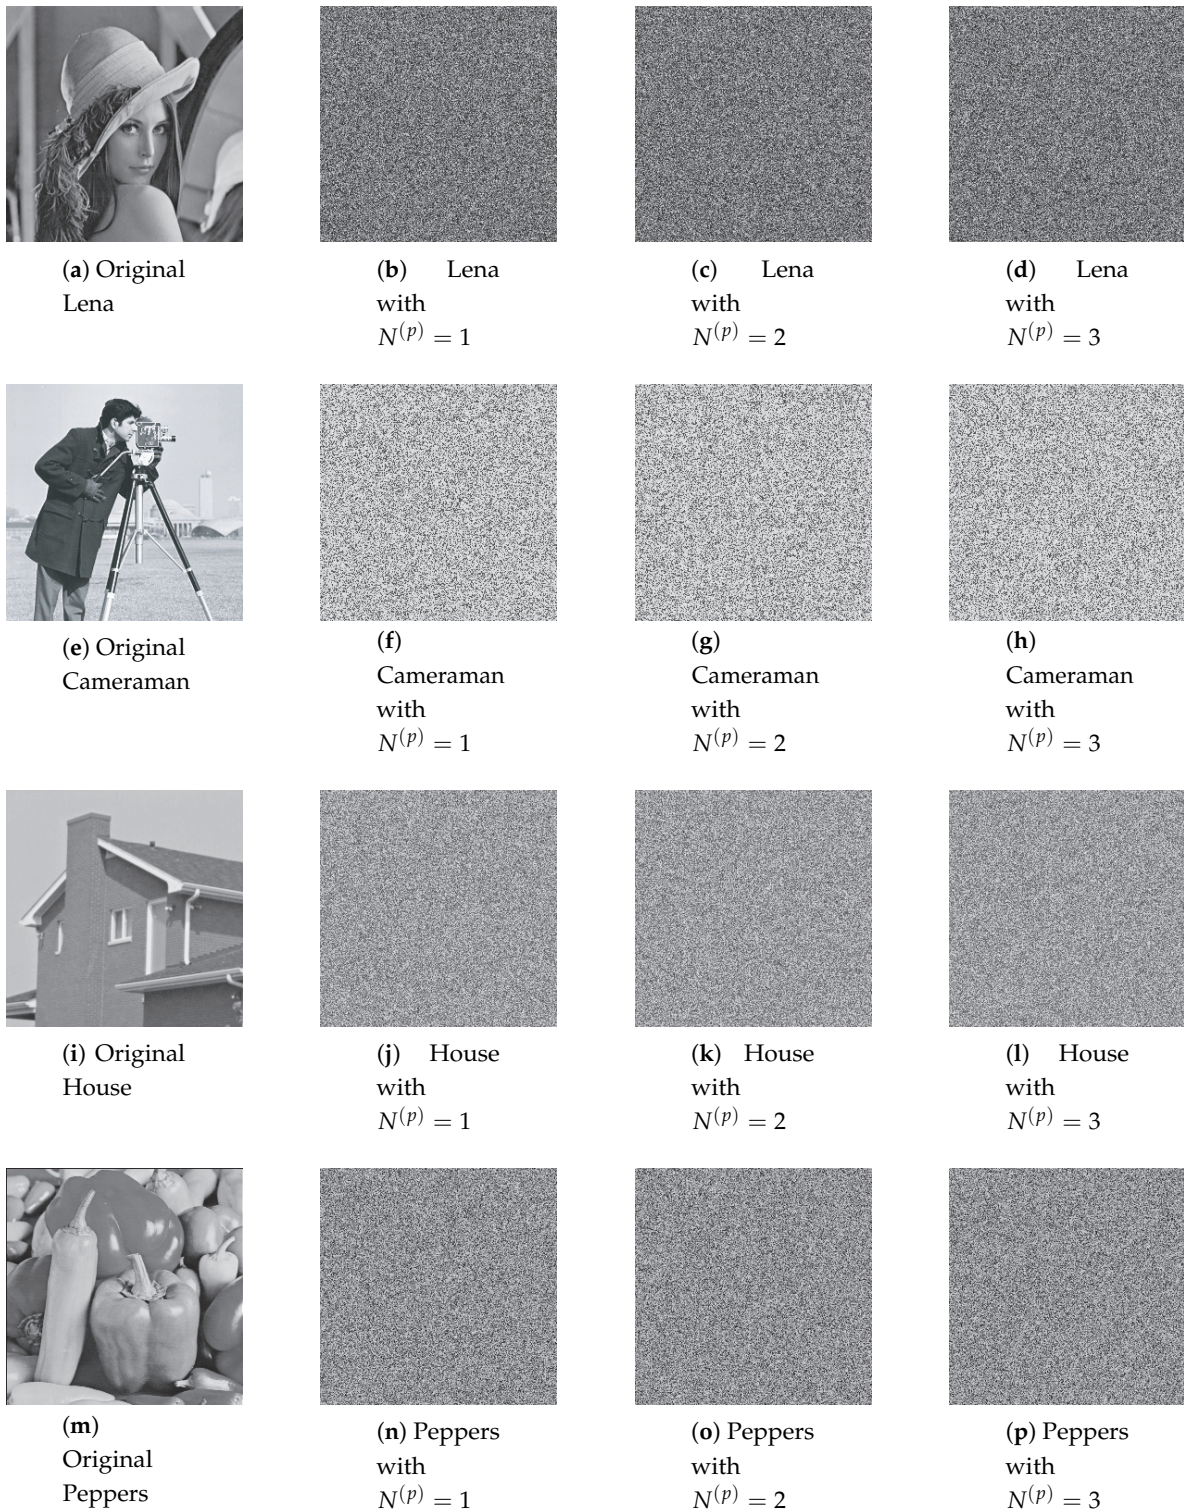 (a) Original
Lena
(b) Lena
with
N^{(p)} = 1
(c) Lena
with
N^{(p)} = 2
(d) Lena
with
N^{(p)} = 3
(e) Original
Cameraman
(f)
Cameraman
with
N^{(p)} = 1
(g)
Cameraman
with
N^{(p)} = 2
(h)
Cameraman
with
N^{(p)} = 3
(i) Original
House
(j) House
with
N^{(p)} = 1
(k) House
with
N^{(p)} = 2
(l) House
with
N^{(p)} = 3
(m)
Original
Peppers
(n) Peppers
with
N^{(p)} = 1
(o) Peppers
with
N^{(p)} = 2
(p) Peppers
with
N^{(p)} = 3